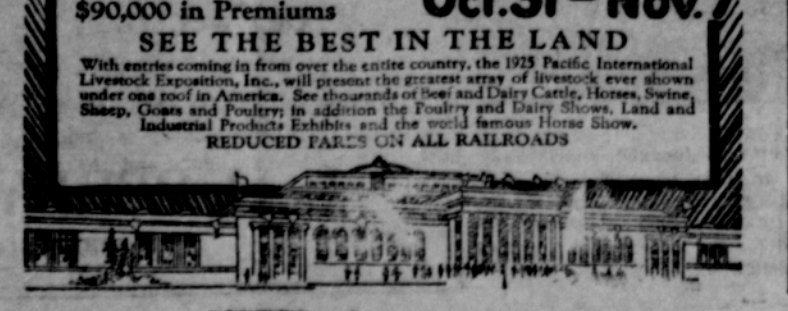 $90,000 in Premiums
Oct. 31 - Nov. 7
SEE THE BEST IN THE LAND
With entries coming in from over the entire country, the 1925 Pacific International
Livestock Exposition, Inc., will present the greatest array of livestock ever shown
under one roof in America. See thousands of Beef and Dairy Cattle, Horses, Swine,
Sheep, Goats and Poultry; in addition the Poultry and Dairy Shows, Land and
Industrial Products Exhibits and the world famous Horse Show.
REDUCED FARES ON ALL RAILROADS